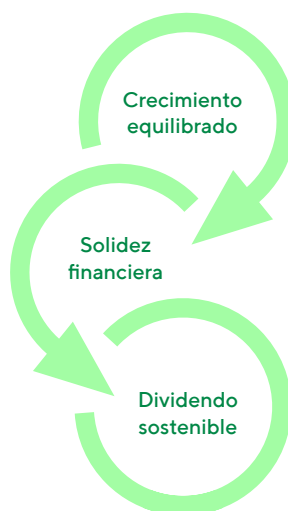 Crecimiento
equilibrado
Solidez
financiera
Dividendo
sostenible